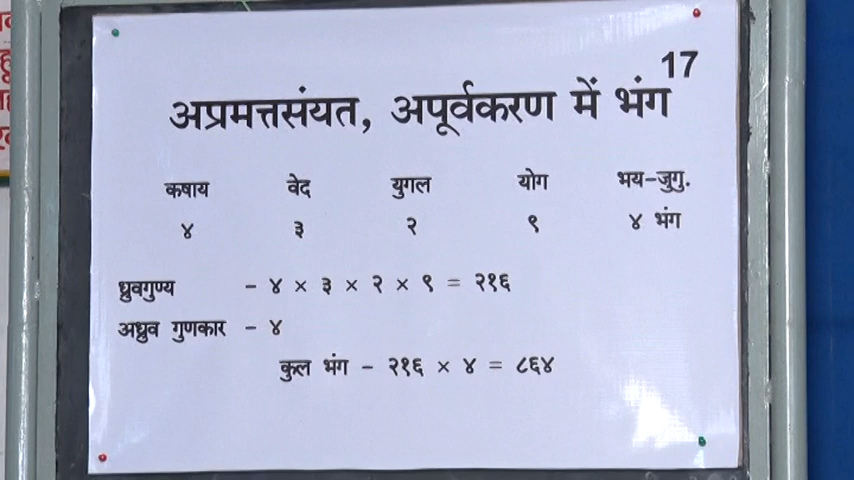 17
अप्रमत्तसंयत, अपूर्वकरण में भंग
कषाय वेद युगल योग भय-जुगु.
४ ३ २ ९ ४ भंग
ध्रुवगुण्य - ४ × ३ × २ × ९ = २१६
अध्रुव गुणकार - ४
कुल भंग - २१६ × ४ = ८६४